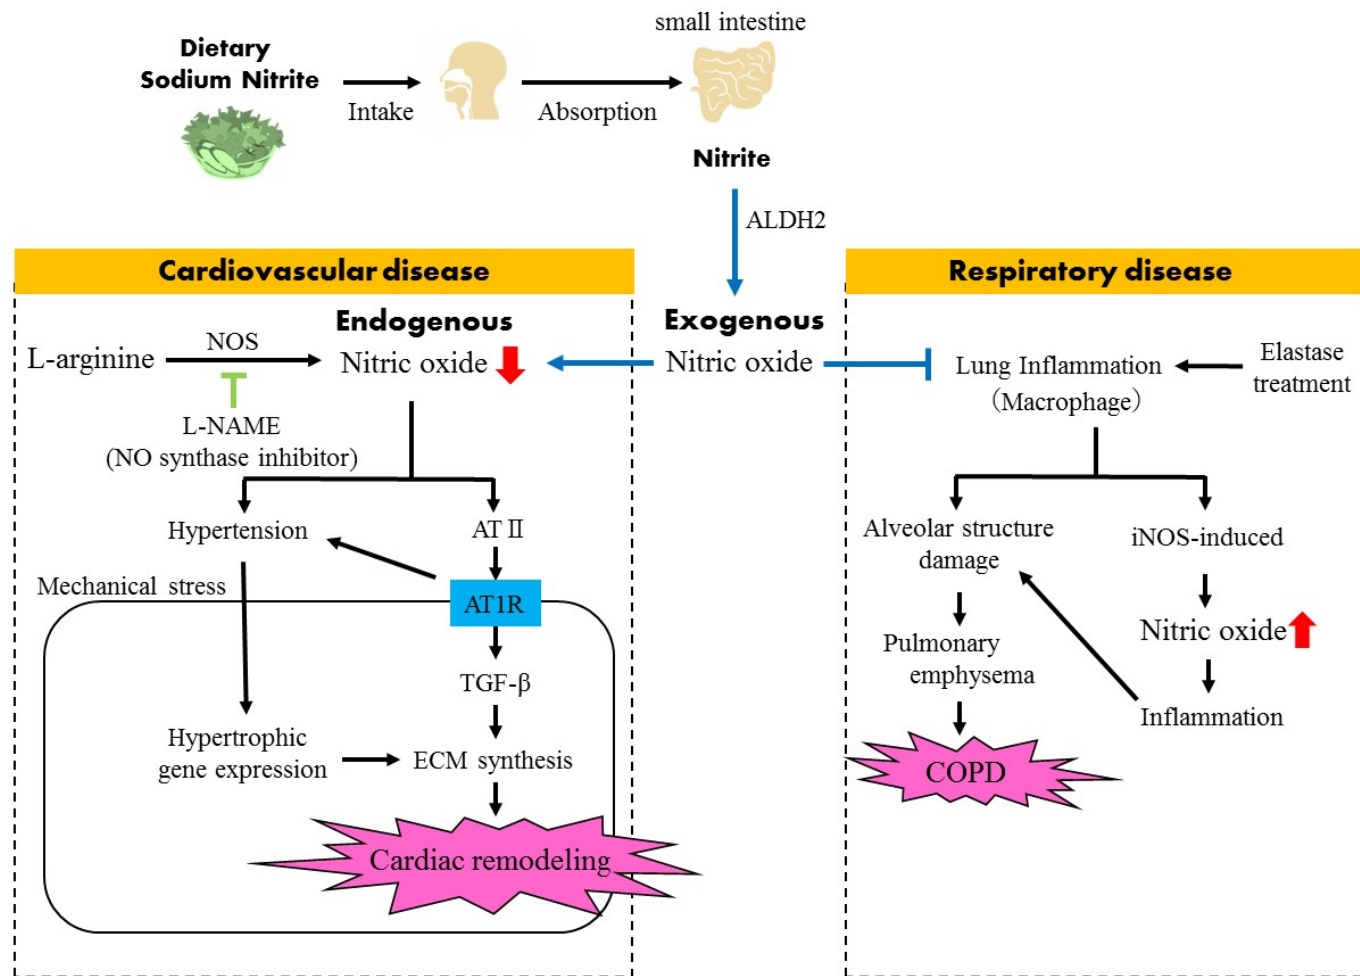 small intestine
Dietary
Sodium Nitrite
Intake
Absorption
Nitrite
ALDH2
Cardiovascular disease
Respiratory disease
Endogenous
Exogenous
L-arginine
NOS
Nitric oxide
Nitric oxide
Lung Inflammation
(Macrophage)
Elastase
treatment
L-NAME
(NO synthase inhibitor)
Hypertension
AT II
Alveolar structure
damage
iNOS-induced
Mechanical stress
AT1R
Nitric oxide
TGF-β
Pulmonary
emphysema
Inflammation
Hypertrophic
gene expression
ECM synthesis
COPD
Cardiac remodeling